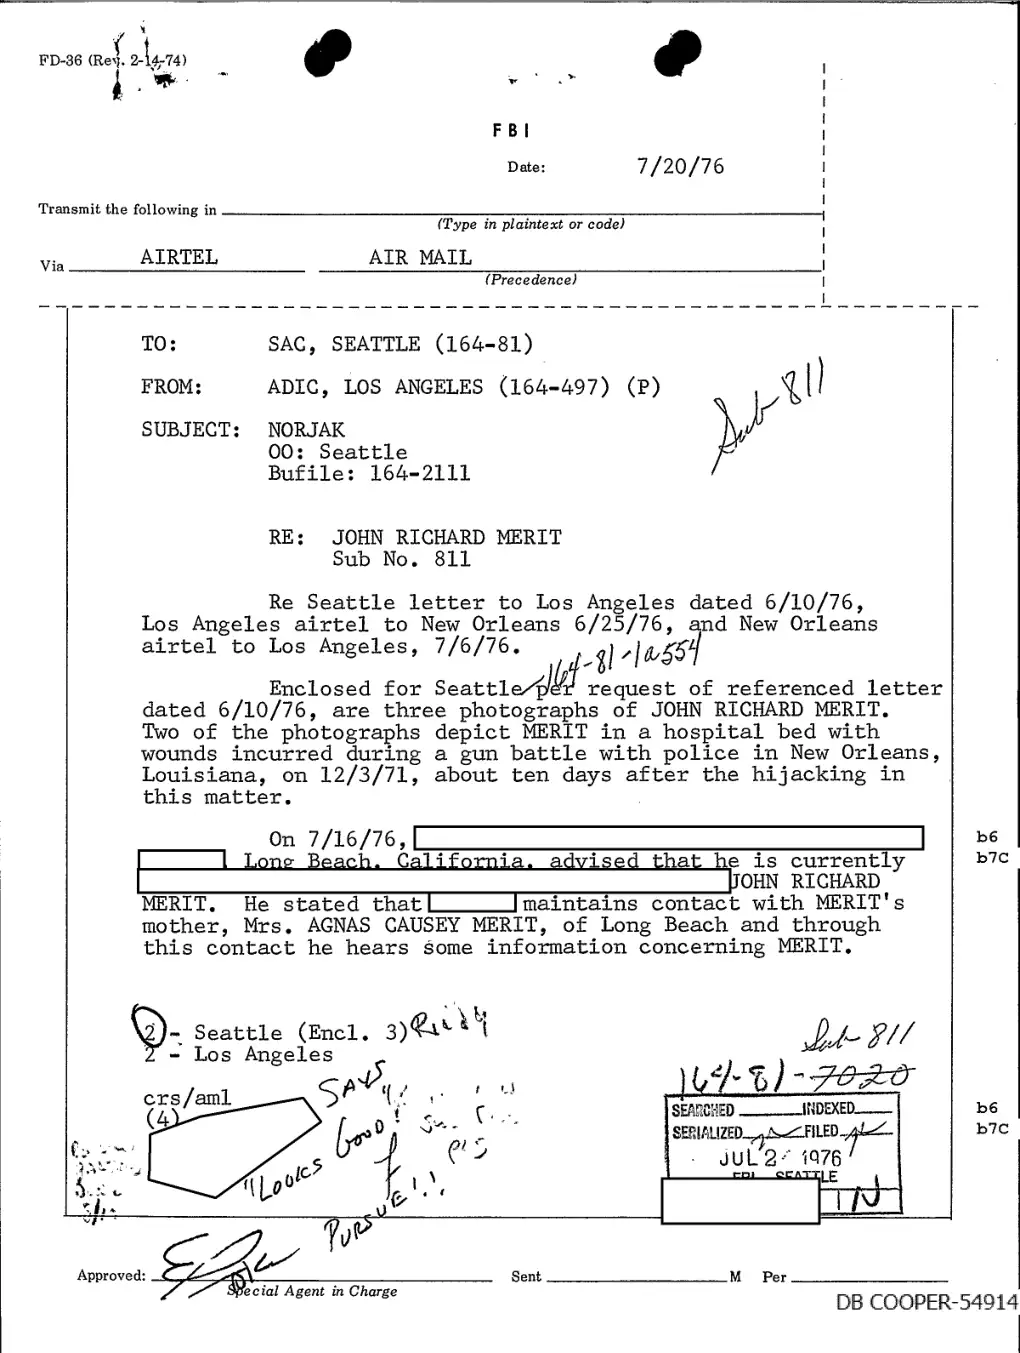 FD-36 (Rev. 2-14-74)
FBI
Date: 7/20/76
Transmit the following in
(Type in plaintext or code)
Via AIRTEL AIR MAIL
(Precedence)
TO: SAC, SEATTLE (164-81)
FROM: ADIC, LOS ANGELES (164-497) (P)
Sub-811
SUBJECT: NORJAK
OO: Seattle
Bufile: 164-2111
RE: JOHN RICHARD MERIT
Sub No. 811
Re Seattle letter to Los Angeles dated 6/10/76,
Los Angeles airtel to New Orleans 6/25/76, and New Orleans
airtel to Los Angeles, 7/6/76.
164-81-1a554
Enclosed for Seattle per request of referenced letter
dated 6/10/76, are three photographs of JOHN RICHARD MERIT.
Two of the photographs depict MERIT in a hospital bed with
wounds incurred during a gun battle with police in New Orleans,
Louisiana, on 12/3/71, about ten days after the hijacking in
this matter.
On 7/16/76,
b6
Long Beach, California, advised that he is currently
b7C
JOHN RICHARD
MERIT. He stated that maintains contact with MERIT's
mother, Mrs. AGNAS CAUSEY MERIT, of Long Beach and through
this contact he hears some information concerning MERIT.
2 - Seattle (Encl. 3)
2 - Los Angeles
crs/aml
(4)
SAYS
"LOOKS GOOD!
PURSUE!!
Sub-811
164-81-7020
SEARCHED INDEXED
SERIALIZED FILED
JUL 2 1976
FBI SEATTLE
b6
b7C
Approved:
Special Agent in Charge
Sent M Per
DB COOPER-54914